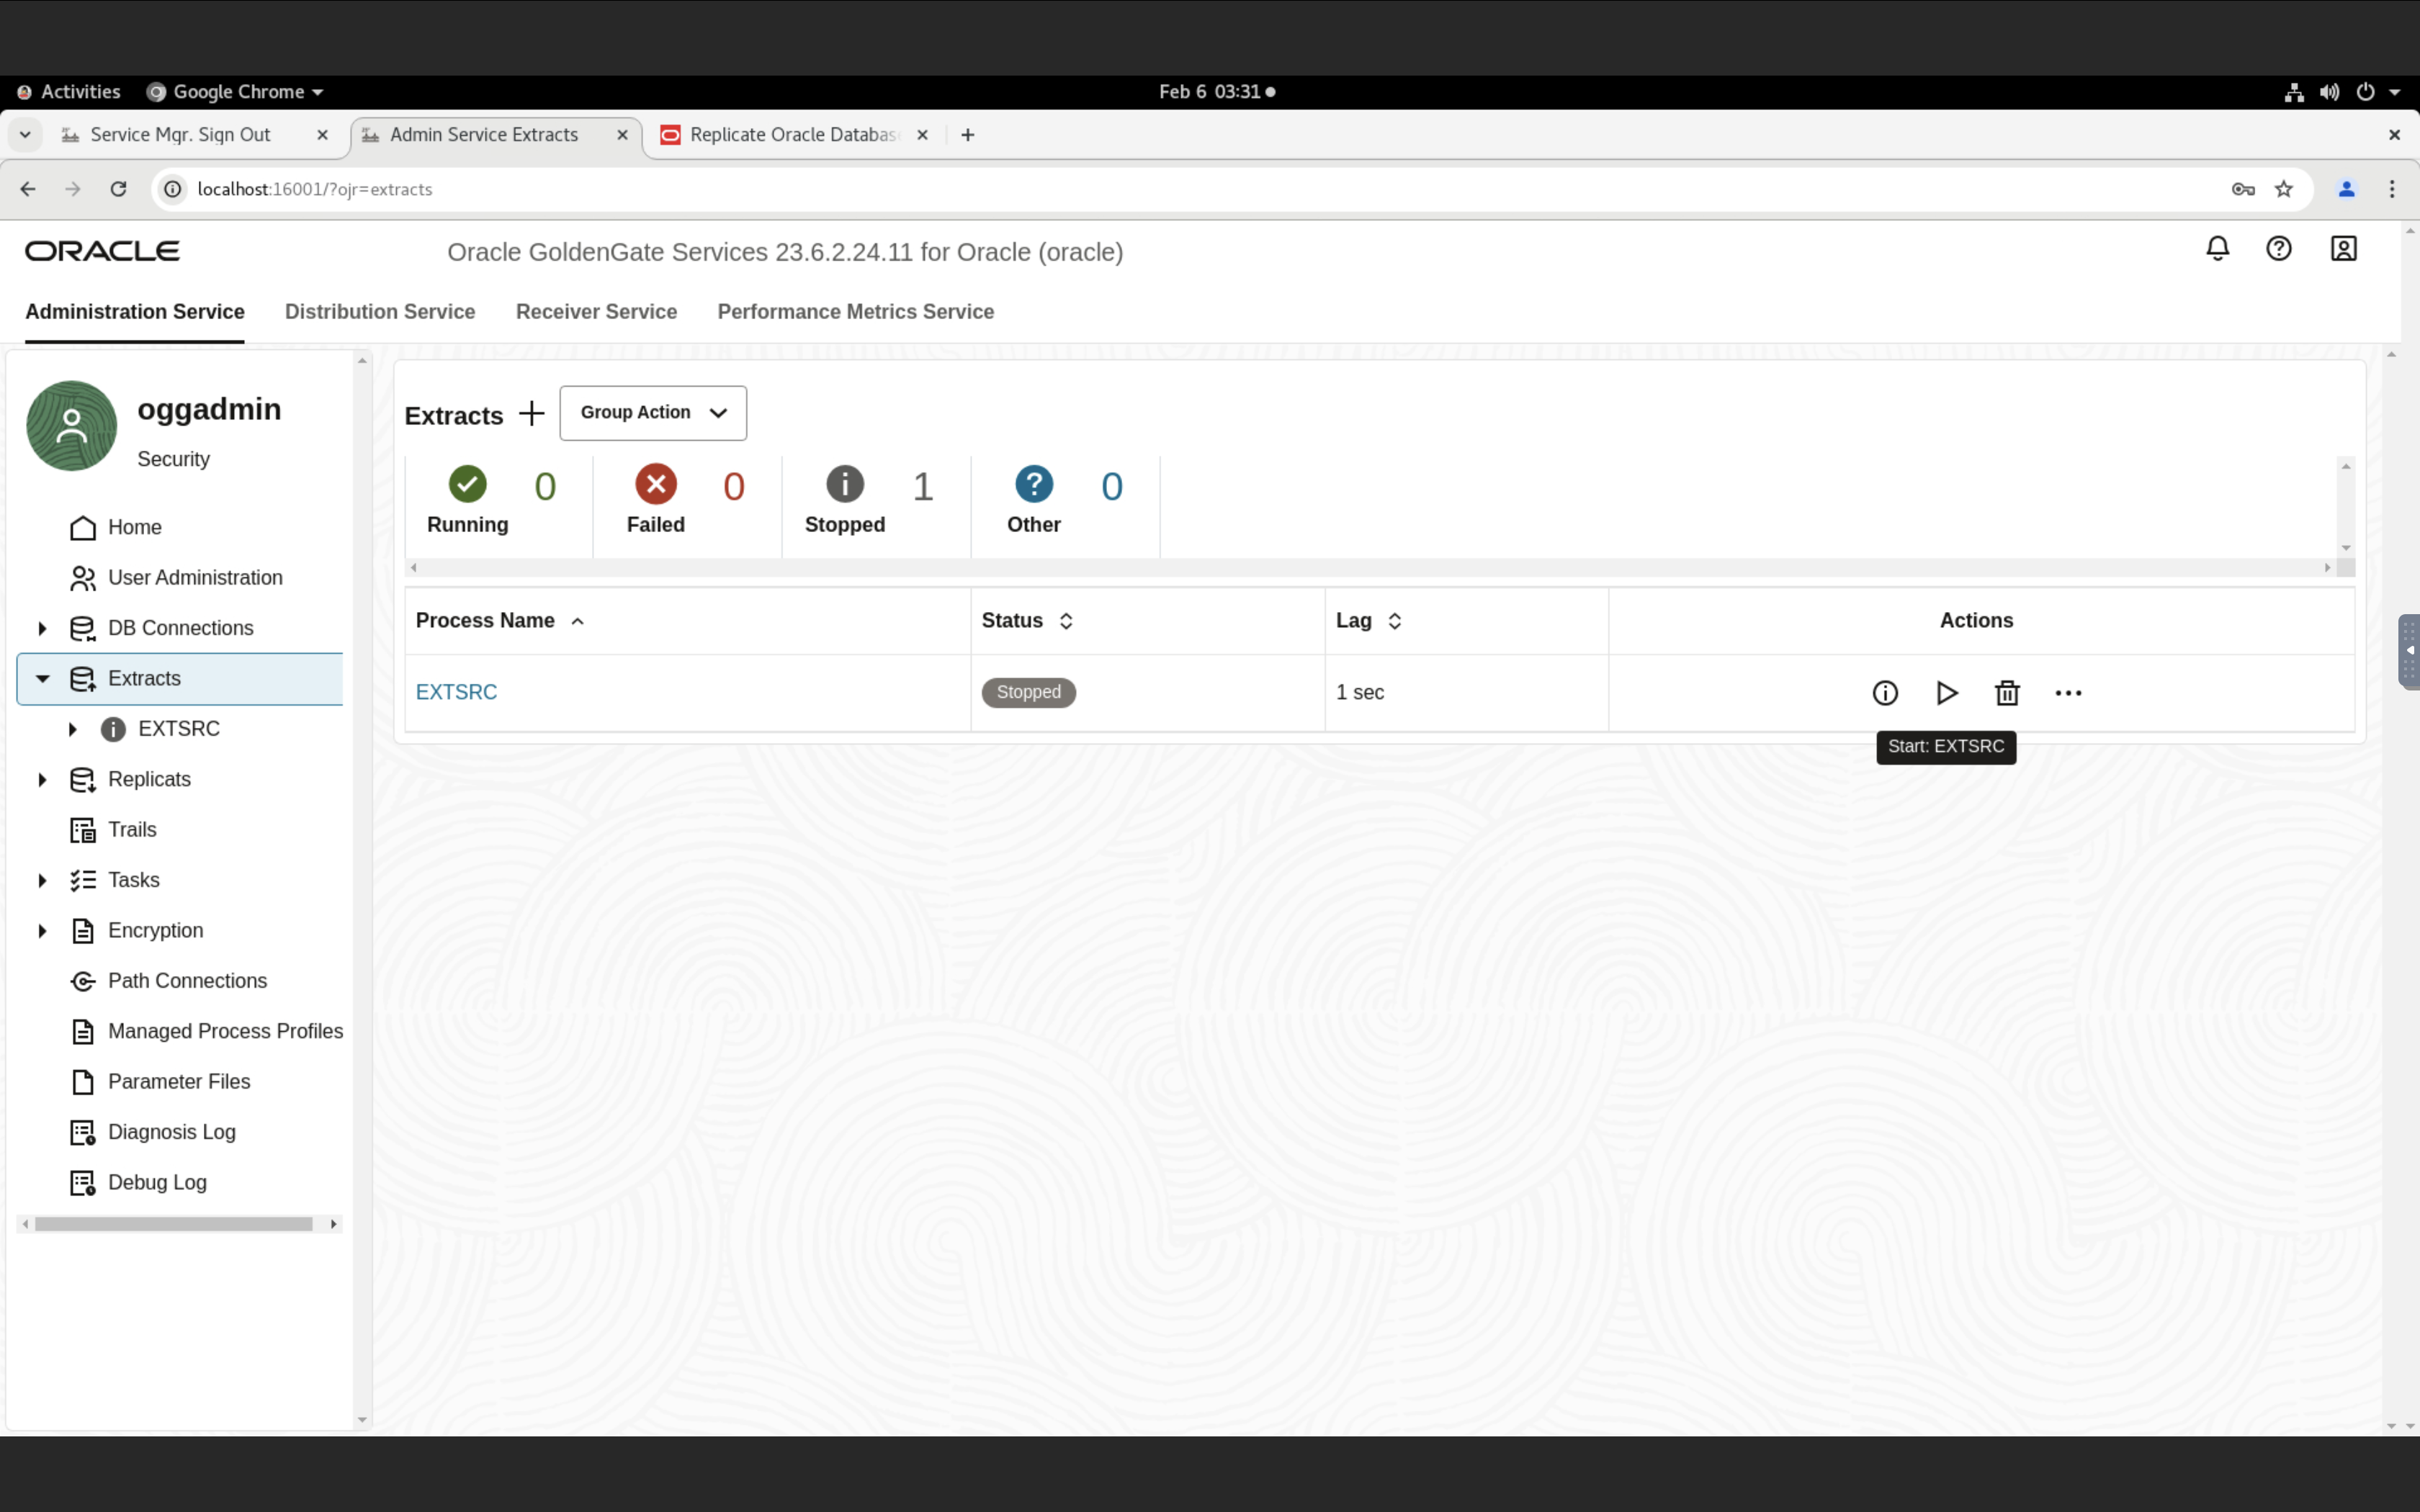 Activities Google Chrome Feb 6 03:31
Service Mgr. Sign Out Admin Service Extracts Replicate Oracle Databas
localhost:16001/?ojr=extracts
ORACLE Oracle GoldenGate Services 23.6.2.24.11 for Oracle (oracle)
Administration Service Distribution Service Receiver Service Performance Metrics Service
oggadmin
Security
Home
User Administration
DB Connections
Extracts
EXTSRC
Replicats
Trails
Tasks
Encryption
Path Connections
Managed Process Profiles
Parameter Files
Diagnosis Log
Debug Log
Extracts Group Action
0 0 1 0
Running Failed Stopped Other
Process Name Status Lag Actions
EXTSRC Stopped 1 sec
Start: EXTSRC